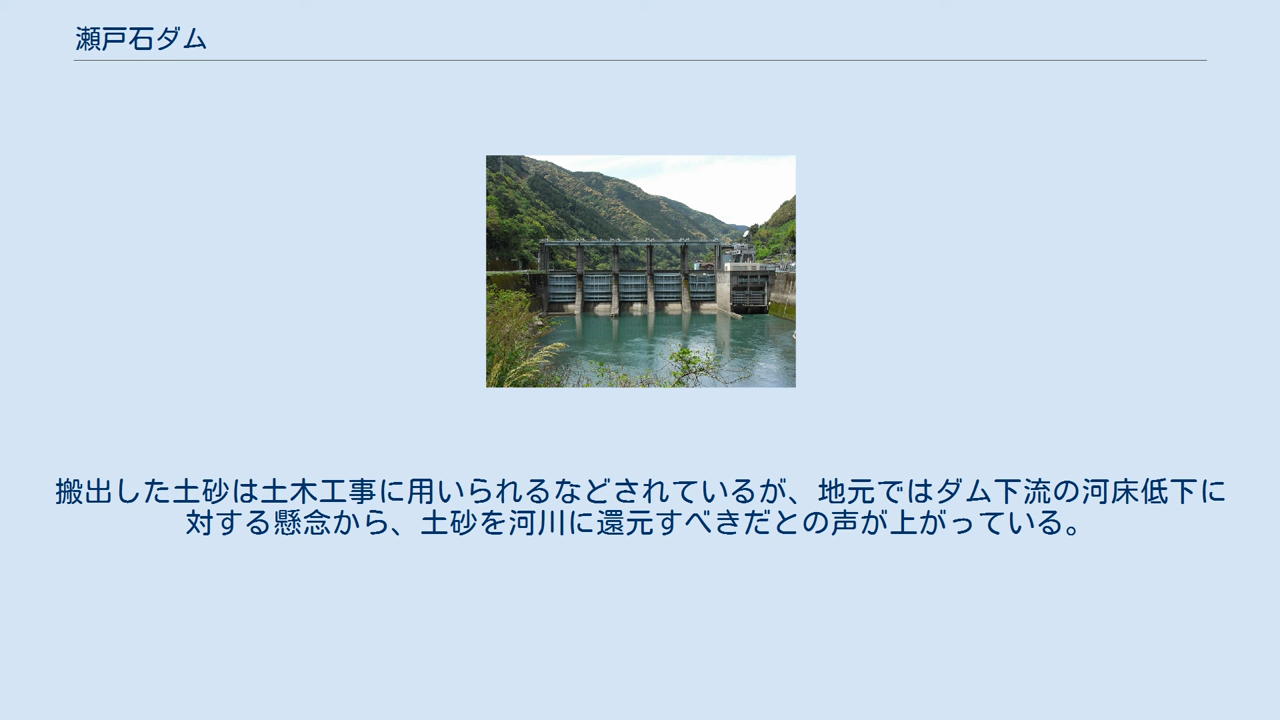 瀬戸石ダム
搬出した土砂は土木工事に用いられるなどされているが、地元ではダム下流の河床低下に
対する懸念から、土砂を河川に還元すべきだとの声が上がっている。